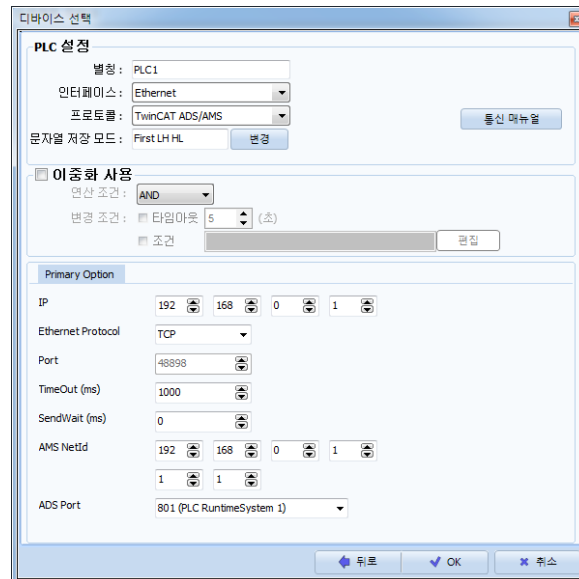 디바이스 선택
PLC 설정
별칭 : PLC1
인터페이스 : Ethernet
프로토콜 : TwinCAT ADS/AMS 통신 매뉴얼
문자열 저장 모드 : First LH HL 변경
이중화 사용
연산 조건 : AND
변경 조건 : 타임아웃 5 (초)
조건 편집
Primary Option
IP 192 168 0 1
Ethernet Protocol TCP
Port 48898
TimeOut (ms) 1000
SendWait (ms) 0
AMS NetId 192 168 0 1
1 1
ADS Port 801 (PLC RuntimeSystem 1)
뒤로 OK 취소